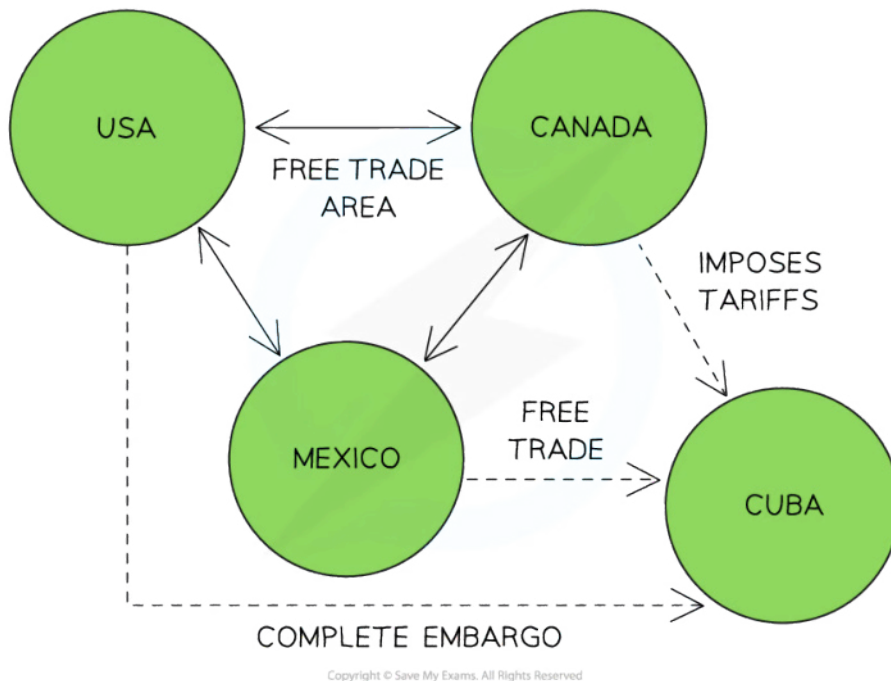 USA
CANADA
FREE TRADE
AREA
IMPOSES
TARIFFS
MEXICO
FREE
TRADE
CUBA
COMPLETE EMBARGO
Copyright © Save My Exams. All Rights Reserved